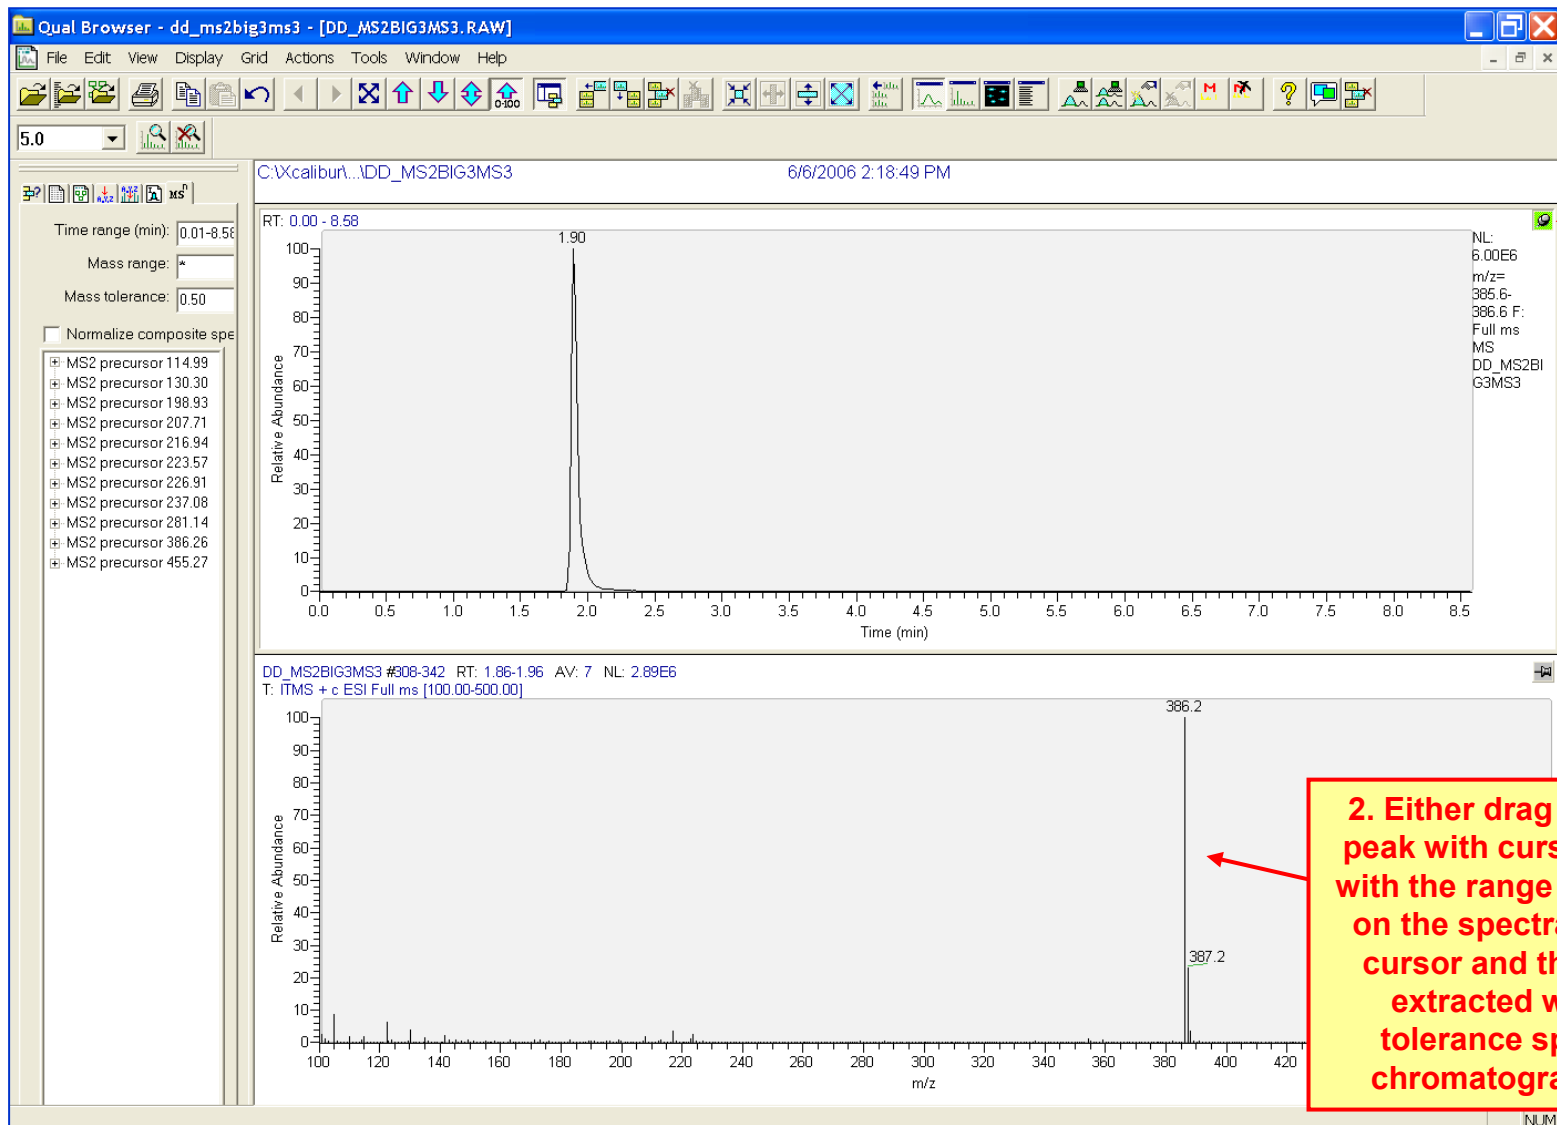 Qual Browser - dd_ms2big3ms3 - [DD_MS2BIG3MS3.RAW]
File Edit View Display Grid Actions Tools Window Help
0-100
5.0
MSⁿ
Time range (min): 0.01-8.58
Mass range: *
Mass tolerance: 0.50
Normalize composite spe
MS2 precursor 114.99
MS2 precursor 130.30
MS2 precursor 198.93
MS2 precursor 207.71
MS2 precursor 216.94
MS2 precursor 223.57
MS2 precursor 226.91
MS2 precursor 237.08
MS2 precursor 281.14
MS2 precursor 386.26
MS2 precursor 455.27
C:\Xcalibur\...\DD_MS2BIG3MS3 6/6/2006 2:18:49 PM
RT: 0.00 - 8.58
1.90
100
90
80
70
60
50
40
30
20
10
0
Relative Abundance
0.0 0.5 1.0 1.5 2.0 2.5 3.0 3.5 4.0 4.5 5.0 5.5 6.0 6.5 7.0 7.5 8.0 8.5
Time (min)
NL:
6.00E6
m/z=
385.6-
386.6 F:
Full ms
MS
DD_MS2BI
G3MS3
DD_MS2BIG3MS3 #308-342 RT: 1.86-1.96 AV: 7 NL: 2.89E6
T: ITMS + c ESI Full ms [100.00-500.00]
386.2
387.2
100
90
80
70
60
50
40
30
20
10
0
Relative Abundance
100 120 140 160 180 200 220 240 260 280 300 320 340 360 380 400 420
m/z
2. Either drag
peak with curs
with the range
on the spectra
cursor and th
extracted w
tolerance sp
chromatogra
NUM